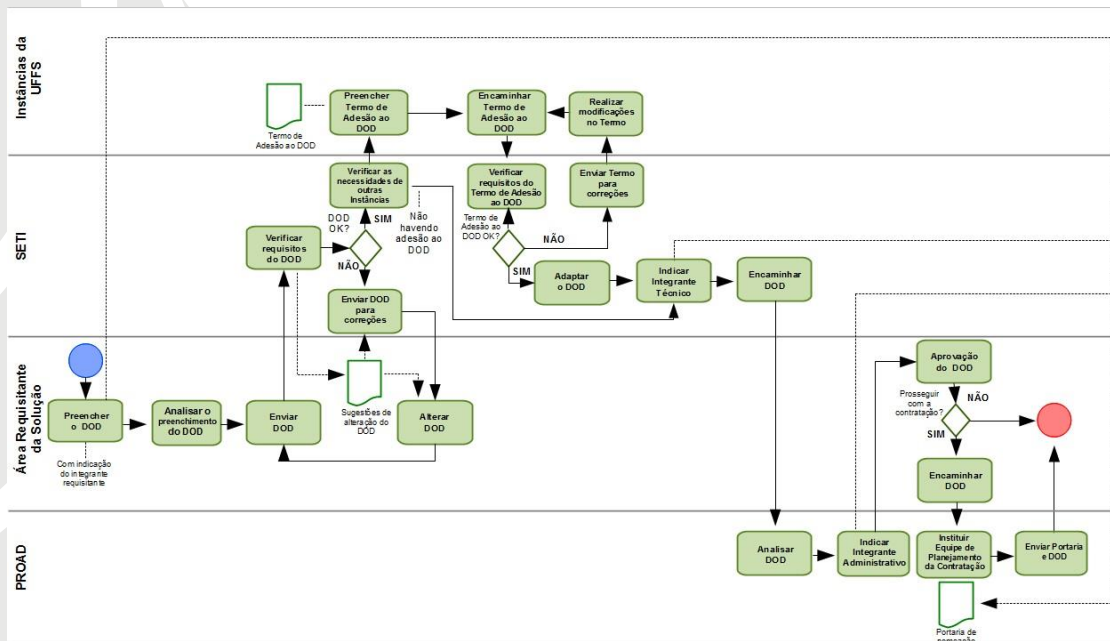 Instâncias da
UFFS
Termo de
Adesão ao DOD
Preencher
Termo de
Adesão ao
DOD
Encaminhar
Termo de
Adesão ao
DOD
Realizar
modificações
no Termo
SETI
Verificar
requisitos
do DOD
DOD
OK?
SIM
NÃO
Verificar as
necessidades de
outras
Instâncias
Não
havendo
adesão ao
DOD
Enviar DOD
para
correções
Verificar
requisitos do
Termo de Adesão
ao DOD
Termo de
Adesão ao
DOD OK?
NÃO
SIM
Enviar Termo
para
correções
Adaptar
o DOD
Indicar
Integrante
Técnico
Encaminhar
DOD
Área Requisitante
da Solução
Preencher
o DOD
Com indicação
do integrante
requisitante
Analisar o
preenchimento
do DOD
Enviar
DOD
Sugestões de
alteração do
DOD
Alterar
DOD
Aprovação
do DOD
Prosseguir
com a
contratação?
NÃO
SIM
Encaminhar
DOD
PROAD
Analisar
DOD
Indicar
Integrante
Administrativo
Instituir
Equipe de
Planejamento
da Contratação
Enviar Portaria
e DOD
Portaria de